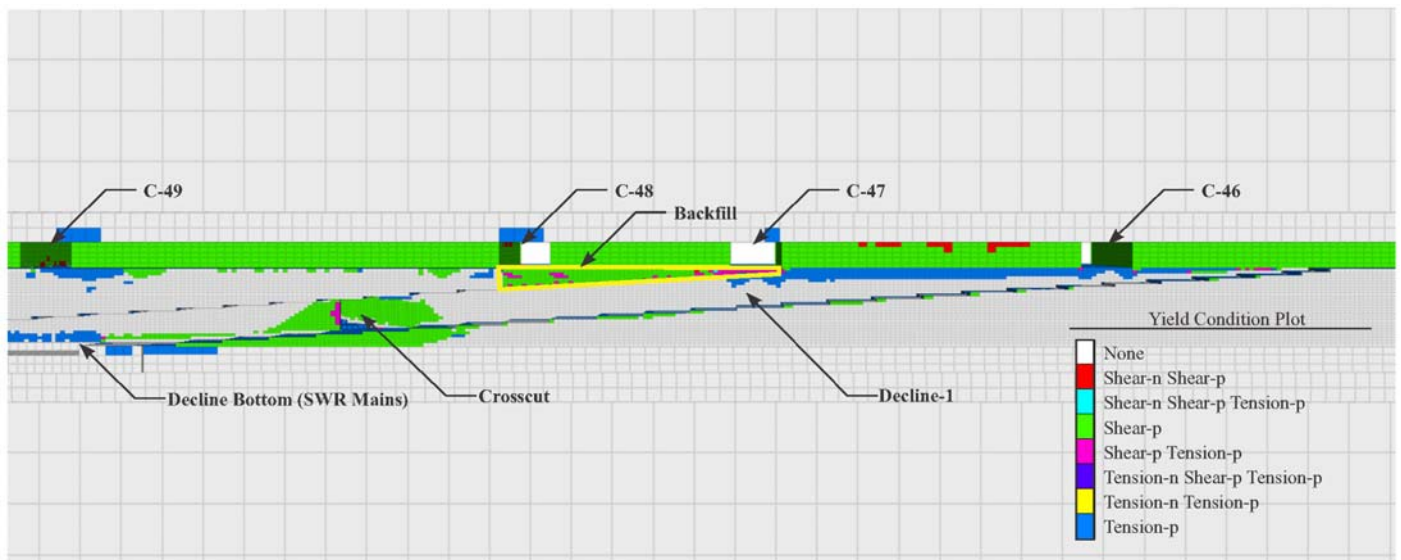 C-49
C-48
C-47
C-46
Backfill
Decline Bottom (SWR Mains)
Crosscut
Decline-1
Yield Condition Plot
None
Shear-n Shear-p
Shear-n Shear-p Tension-p
Shear-p
Shear-p Tension-p
Tension-n Shear-p Tension-p
Tension-n Tension-p
Tension-p